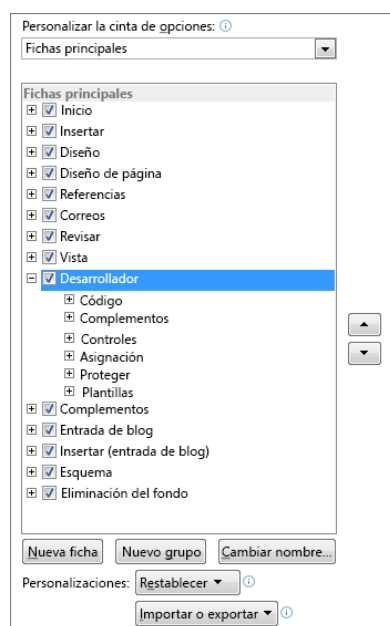 Personalizar la cinta de opciones:
Fichas principales
Fichas principales
Inicio
Insertar
Diseño
Diseño de página
Referencias
Correos
Revisar
Vista
Desarrollador
Código
Complementos
Controles
Asignación
Proteger
Plantillas
Complementos
Entrada de blog
Insertar (entrada de blog)
Esquema
Eliminación del fondo
Nueva ficha Nuevo grupo Cambiar nombre...
Personalizaciones: Restablecer
Importar o exportar